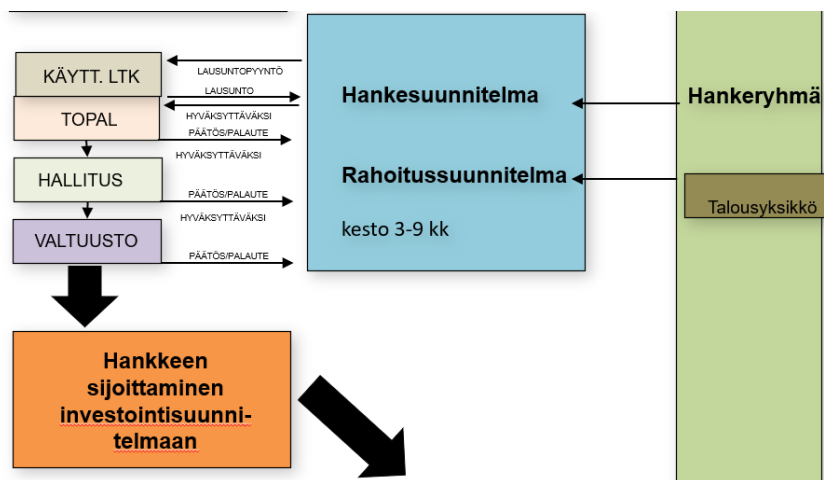 KÄYTT. LTK
TOPAL
HALLITUS
VALTUUSTO
LAUSUNTOPYYNTÖ
LAUSUNTO
HYVÄKSYTTÄVÄKSI
PÄÄTÖS/PALAUTE
HYVÄKSYTTÄVÄKSI
PÄÄTÖS/PALAUTE
HYVÄKSYTTÄVÄKSI
PÄÄTÖS/PALAUTE
Hankesuunnitelma
Rahoitussuunnitelma
kesto 3-9 kk
Hankeryhmä
Talousyksikkö
Hankkeen
sijoittaminen
investointisuunni-
telmaan